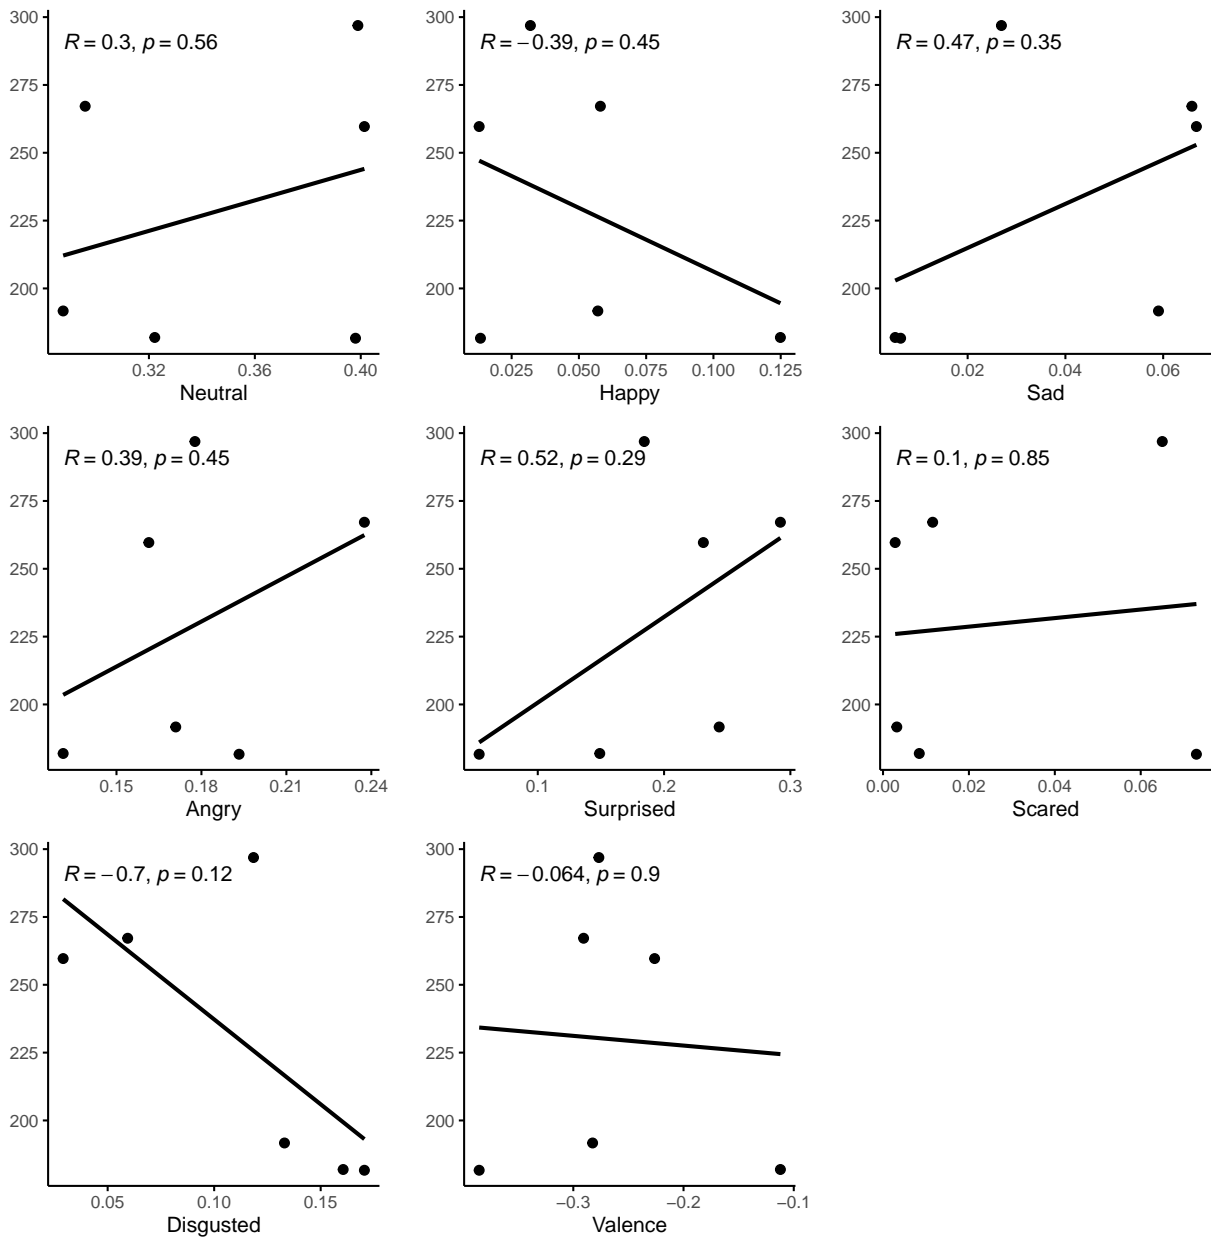 R = 0.3, p = 0.56
300
275
250
225
200
0.32 0.36 0.40
Neutral
R = −0.39, p = 0.45
300
275
250
225
200
0.025 0.050 0.075 0.100 0.125
Happy
R = 0.47, p = 0.35
300
275
250
225
200
0.02 0.04 0.06
Sad
R = 0.39, p = 0.45
300
275
250
225
200
0.15 0.18 0.21 0.24
Angry
R = 0.52, p = 0.29
300
275
250
225
200
0.1 0.2 0.3
Surprised
R = 0.1, p = 0.85
300
275
250
225
200
0.00 0.02 0.04 0.06
Scared
R = −0.7, p = 0.12
300
275
250
225
200
0.05 0.10 0.15
Disgusted
R = −0.064, p = 0.9
300
275
250
225
200
−0.3 −0.2 −0.1
Valence